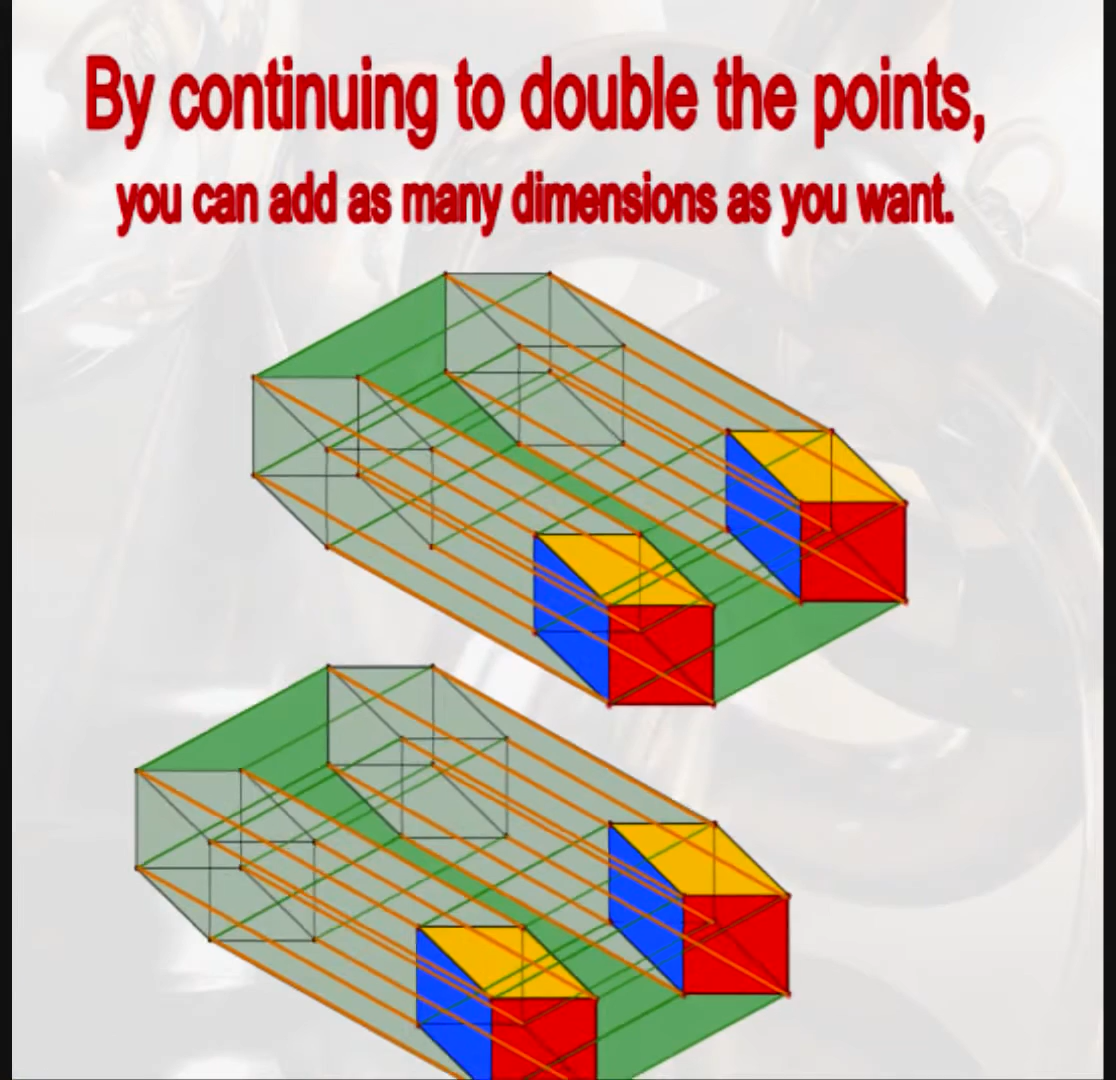 By continuing to double the points,
you can add as many dimensions as you want.